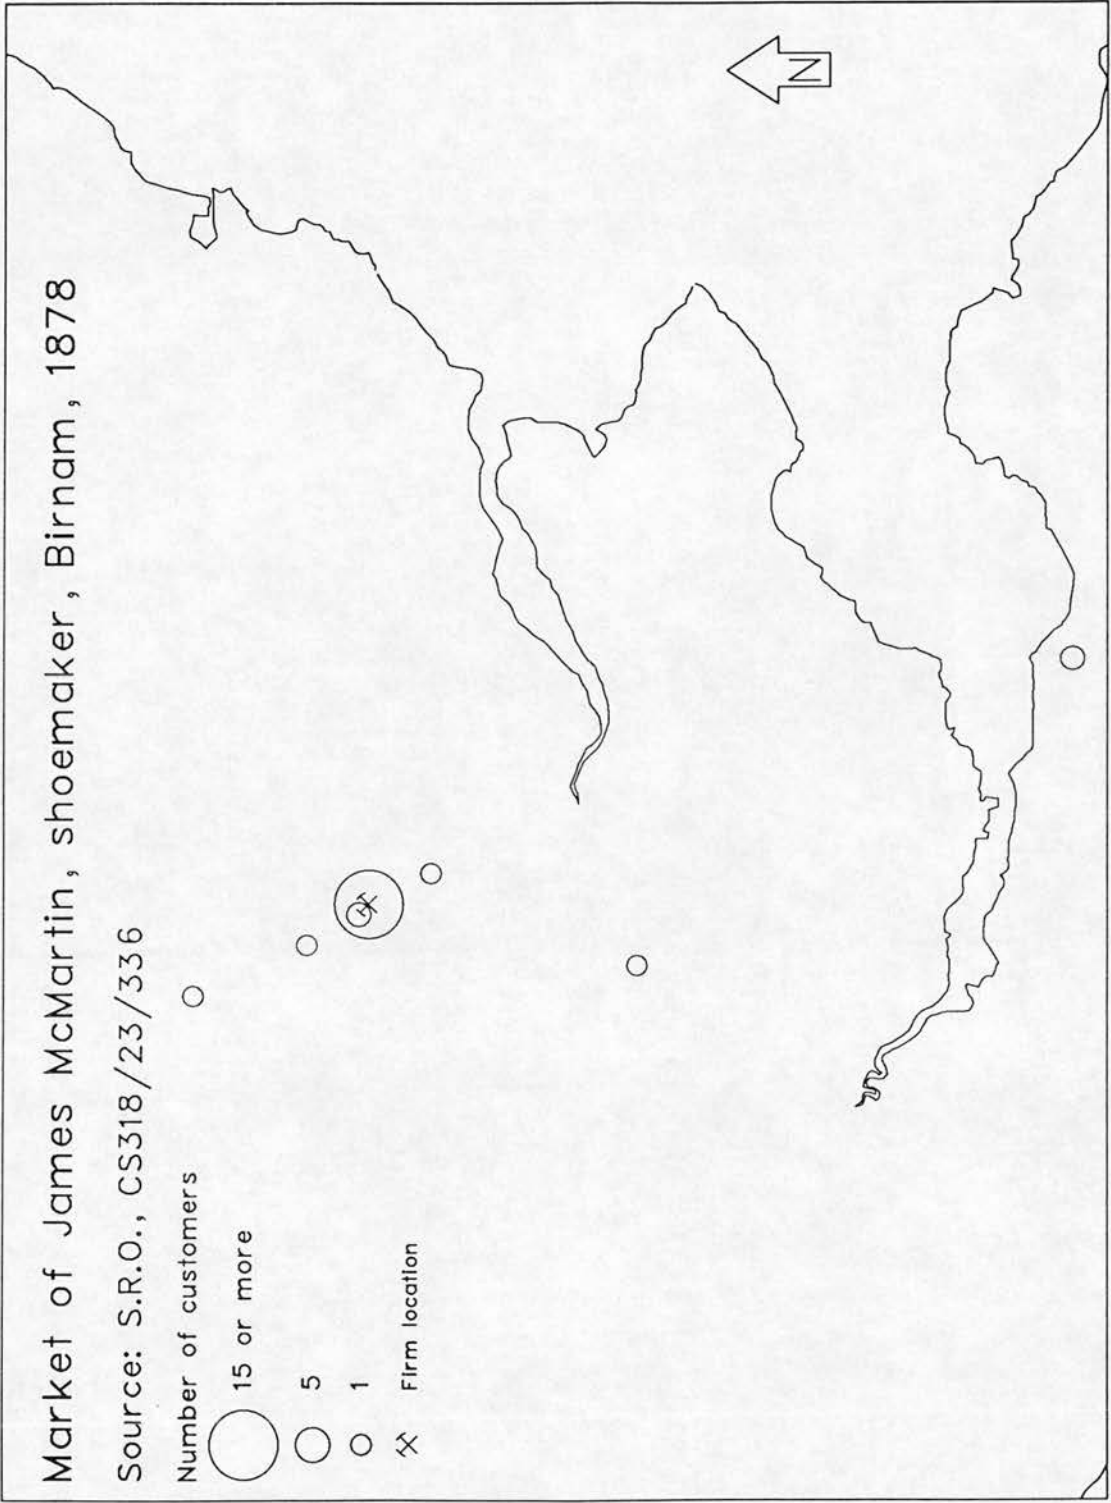 Market of James McMartin, shoemaker, Birnam, 1878
Source: S.R.O., CS318/23/336
Number of customers
15 or more
5
1
Firm location
N